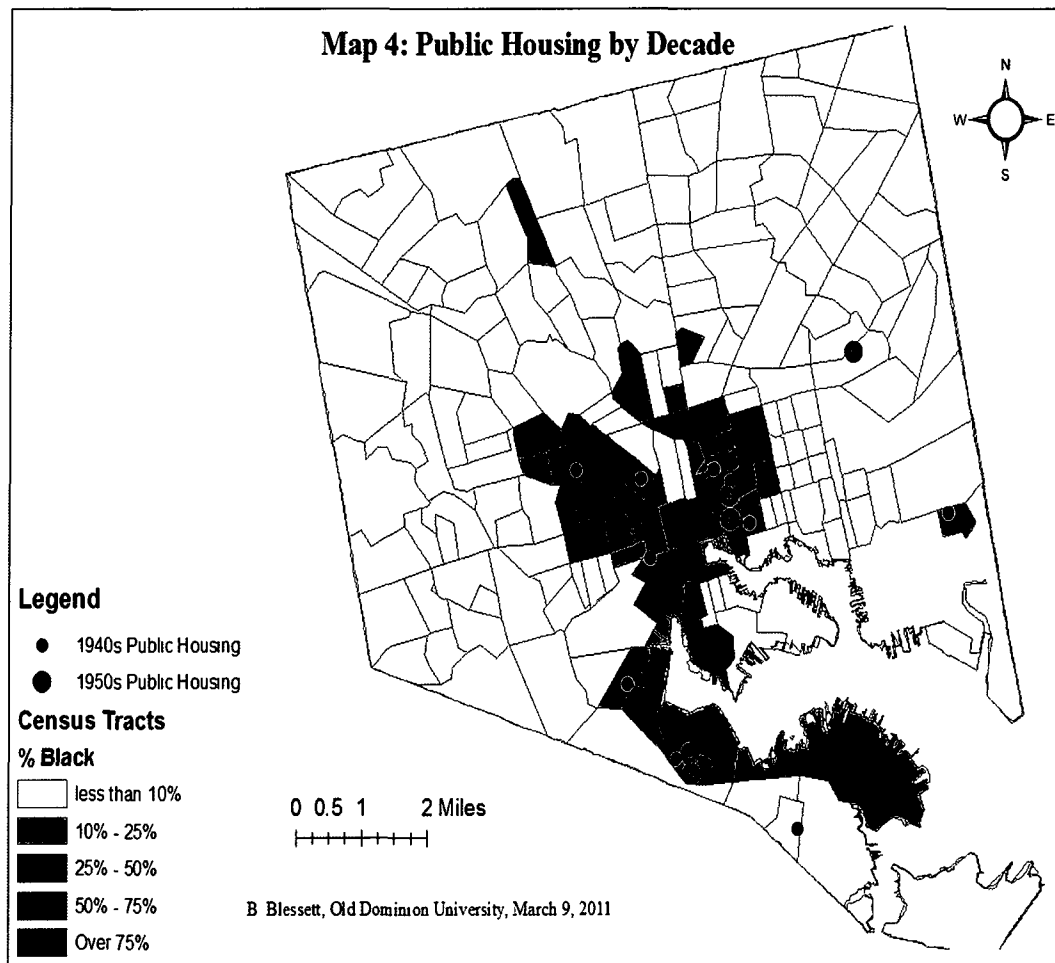 Map 4: Public Housing by Decade
N
W E
S
Legend
1940s Public Housing
1950s Public Housing
Census Tracts
% Black
less than 10%
10% - 25%
25% - 50%
50% - 75%
Over 75%
0 0.5 1 2 Miles
B Blessett, Old Dominion University, March 9, 2011